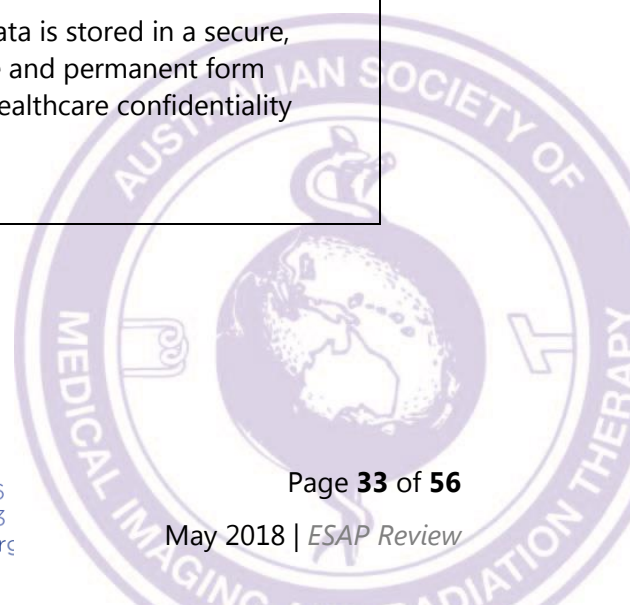 ata is stored in a secure,
and permanent form
ealthcare confidentiality
AUSTRALIAN SOCIETY OF
MEDICAL IMAGING AND RADIATION THERAPY
Page 33 of 56
May 2018 | ESAP Review